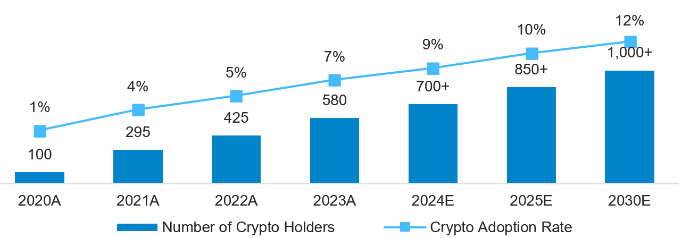 1% 4% 5% 7% 9% 10% 12%
100 295 425 580 700+ 850+ 1,000+
2020A 2021A 2022A 2023A 2024E 2025E 2030E
Number of Crypto Holders Crypto Adoption Rate